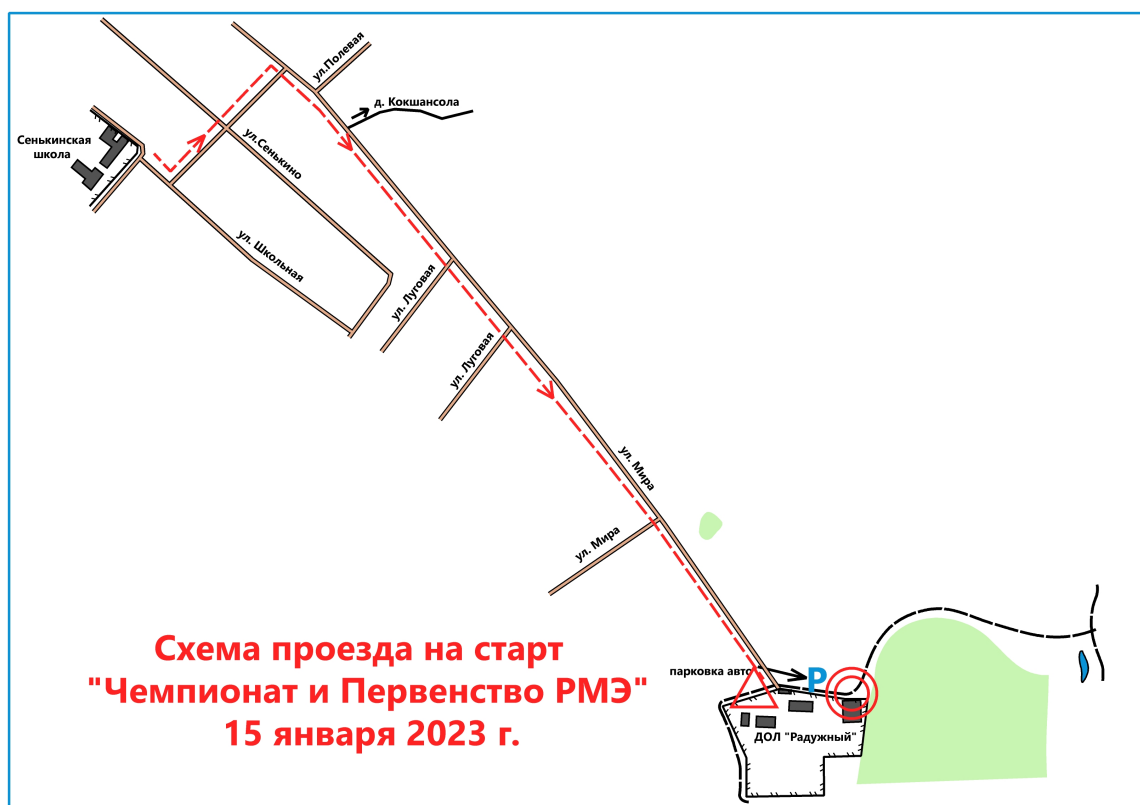 ул.Полевая
д. Кокшансола
Сенькинская
школа
ул.Сенькино
ул. Школьная
ул. Луговая
ул. Луговая
ул. Мира
ул. Мира
Схема проезда на старт
"Чемпионат и Первенство РМЭ"
15 января 2023 г.
парковка авто
P
ДОЛ "Радужный"